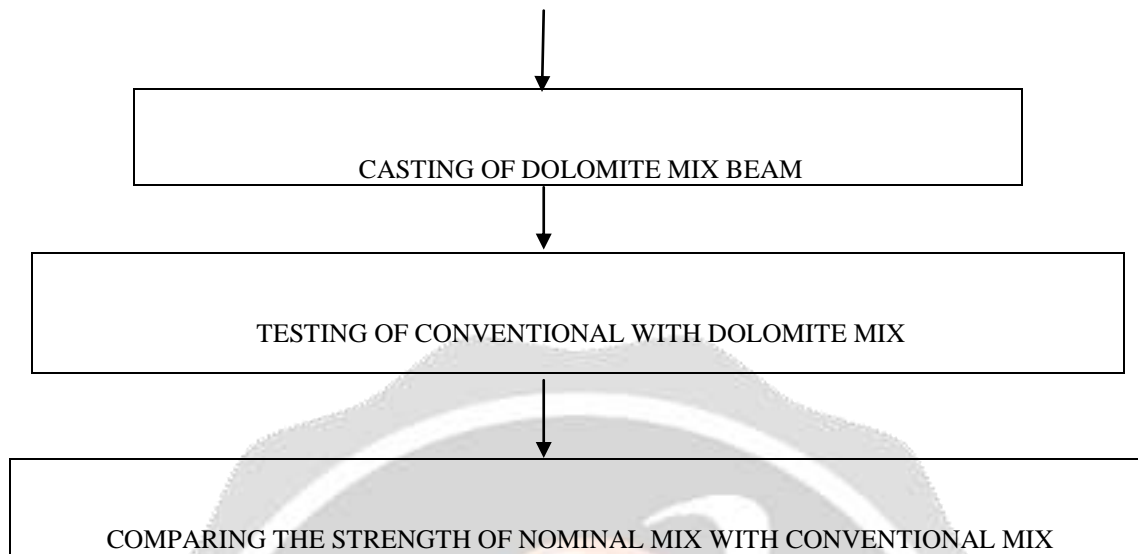 CASTING OF DOLOMITE MIX BEAM
TESTING OF CONVENTIONAL WITH DOLOMITE MIX
COMPARING THE STRENGTH OF NOMINAL MIX WITH CONVENTIONAL MIX